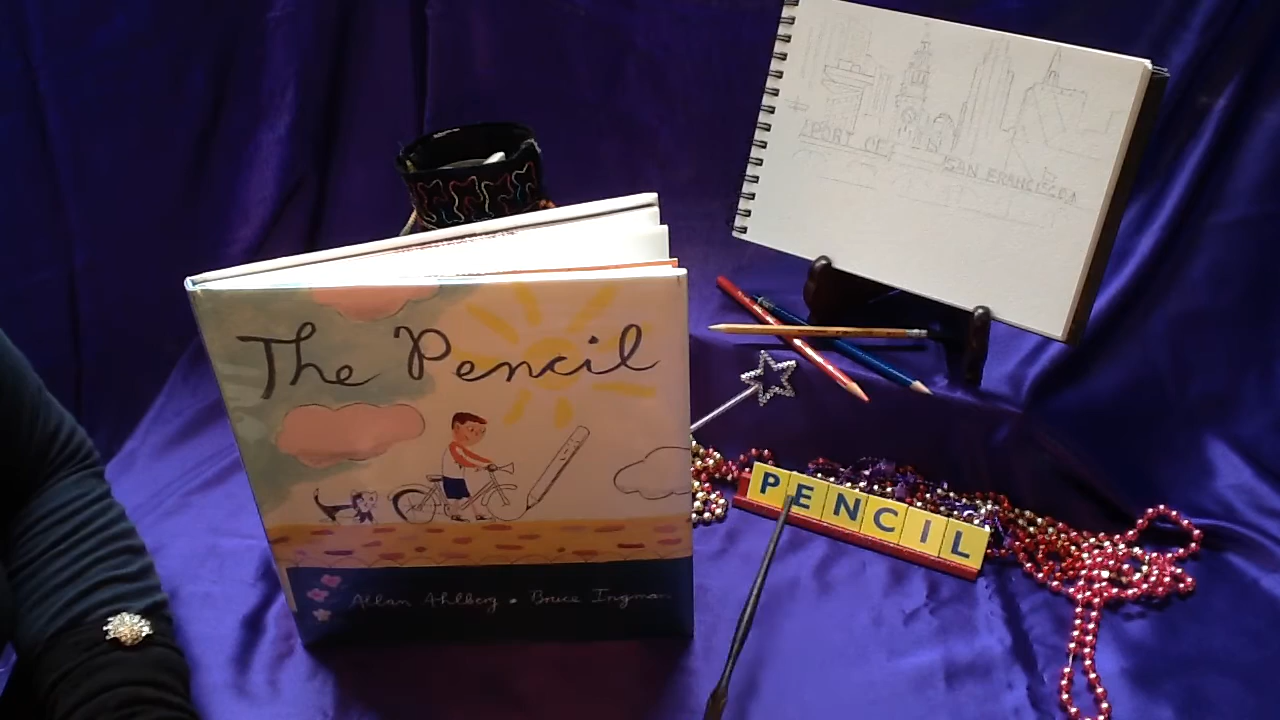 The Pencil
Allan Ahlberg • Bruce Ingman
PORT OF
SAN FRANCISCO
PENCIL